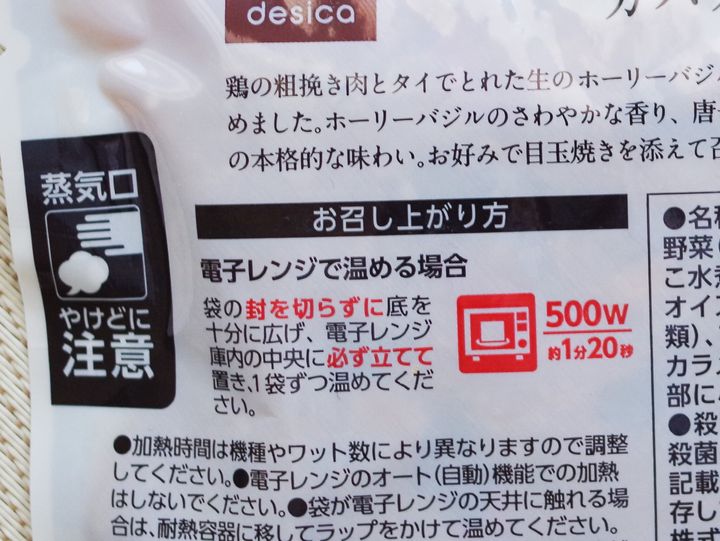 desica
鶏の粗挽き肉とタイでとれた生のホーリーバジ
めました。ホーリーバジルのさわやかな香り、唐
の本格的な味わい。お好みで目玉焼きを添えて召
蒸気口
やけどに
注意
お召し上がり方
電子レンジで温める場合
袋の封を切らずに底を
十分に広げ、電子レンジ
庫内の中央に必ず立てて
置き、1袋ずつ温めてくだ
さい。
500W
約1分20秒
●加熱時間は機種やワット数により異なりますので調整
してください。●電子レンジのオート(自動)機能での加熱
はしないでください。●袋が電子レンジの天井に触れる場
合は、耐熱容器に移してラップをかけて温めてください。
●名称
野菜(
こ水煮
オイス
類)、
カラメ
部に
●殺
殺菌
記載
存し
株式